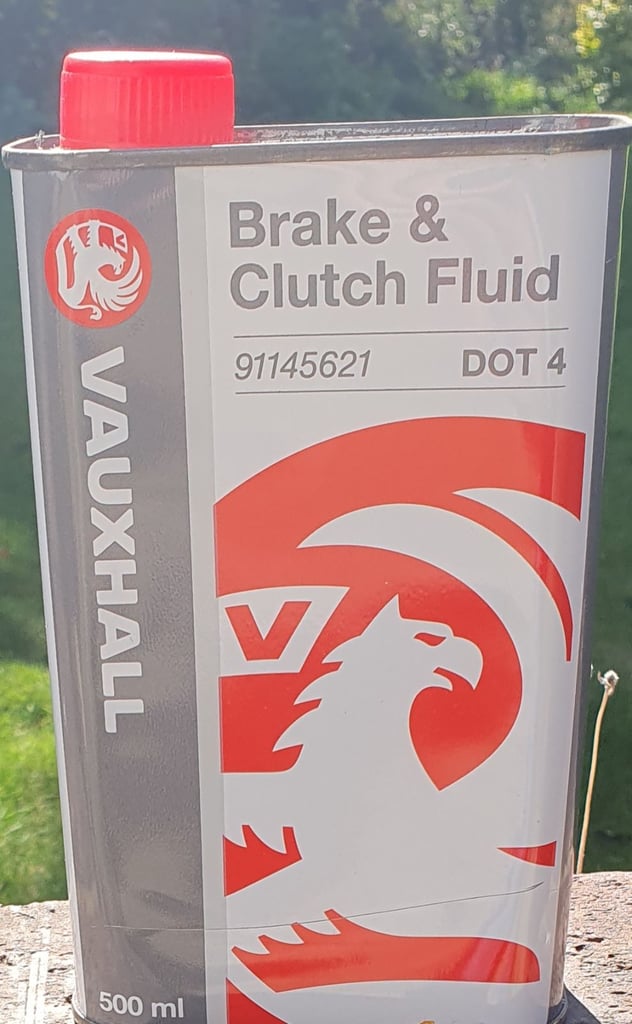 Brake &
Clutch Fluid
91145621 DOT 4
VAUXHALL
V
500 ml